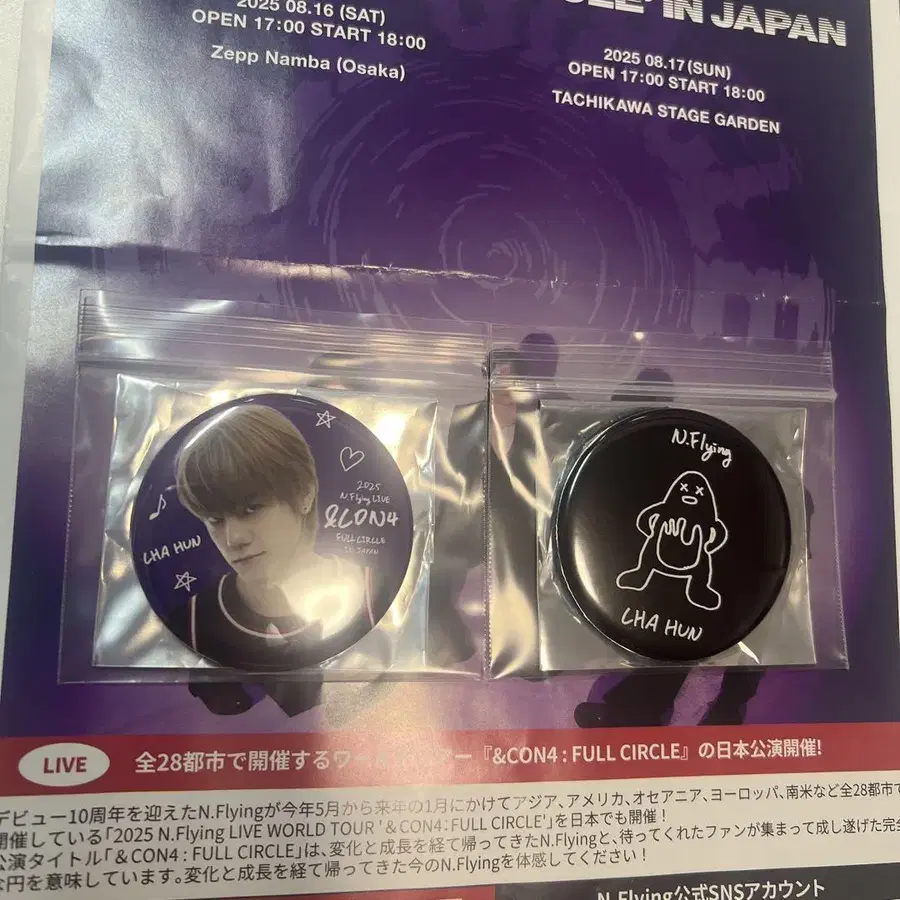 2025 08.16 (SAT)
OPEN 17:00 START 18:00
Zepp Namba (Osaka)
IN JAPAN
2025 08.17(SUN)
OPEN 17:00 START 18:00
TACHIKAWA STAGE GARDEN
2025
N.Flying LIVE
&CON4
FULL CIRCLE
IN JAPAN
CHA HUN
N.Flying
CHA HUN
LIVE
全28都市で開催するワールドツアー『&CON4 : FULL CIRCLE』の日本公演開催!
デビュー10周年を迎えたN.Flyingが今年5月から来年の1月にかけてアジア、アメリカ、オセアニア、ヨーロッパ、南米など全28都市で
開催している「2025 N.Flying LIVE WORLD TOUR '&CON4:FULL CIRCLE'」を日本でも開催!
公演タイトル「&CON4 : FULL CIRCLE」は、変化と成長を経て帰ってきたN.Flyingと、待ってくれたファンが集まって成し遂げた完全
な円を意味しています。変化と成長を経て帰ってきた今のN.Flyingを体感してください!
N.Flying公式SNSアカウント